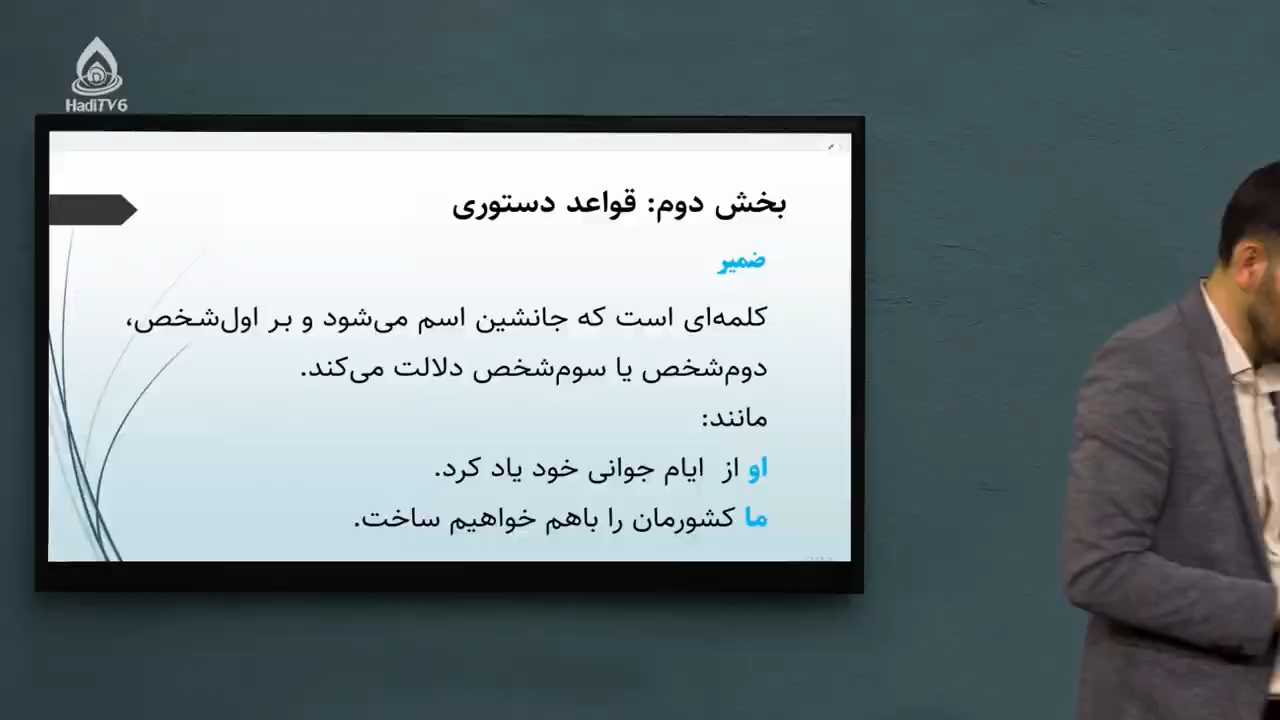 HadiTV6
بخش دوم: قواعد دستوری
ضمیر
کلمه‌ای است که جانشین اسم می‌شود و بر اول‌شخص،
دوم‌شخص یا سوم‌شخص دلالت می‌کند.
مانند:
او از ایام جوانی خود یاد کرد.
ما کشورمان را باهم خواهیم ساخت.